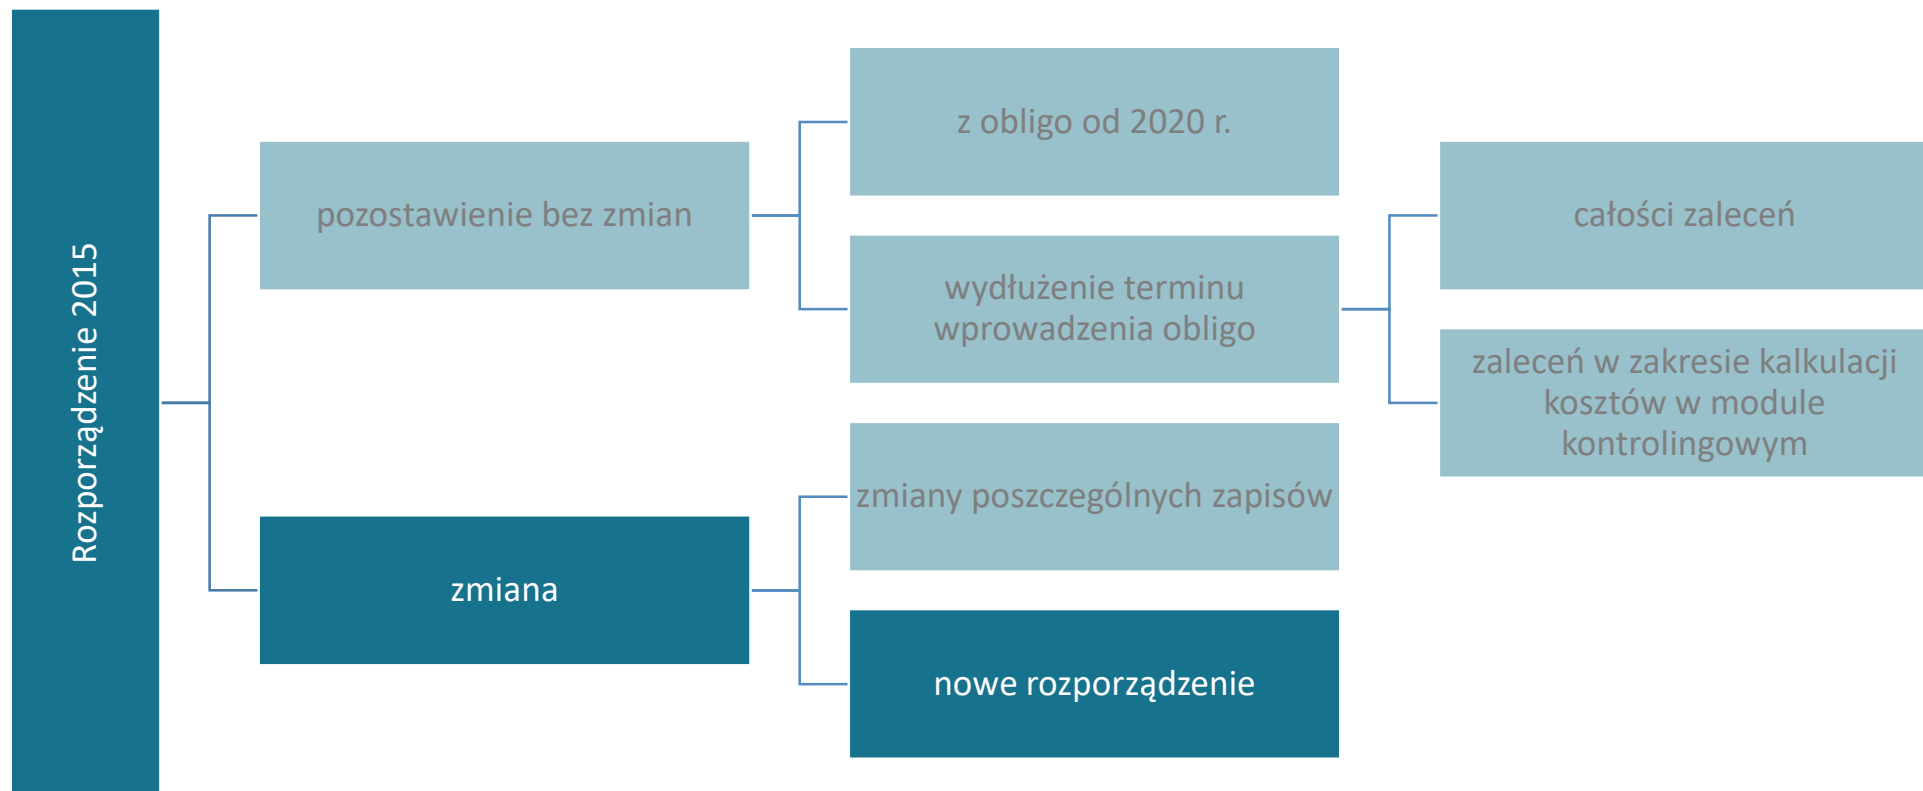 Rozporządzenie 2015
pozostawienie bez zmian
z obligo od 2020 r.
wydłużenie terminu
wprowadzenia obligo
całości zaleceń
zaleceń w zakresie kalkulacji
kosztów w module
kontrolingowym
zmiana
zmiany poszczególnych zapisów
nowe rozporządzenie